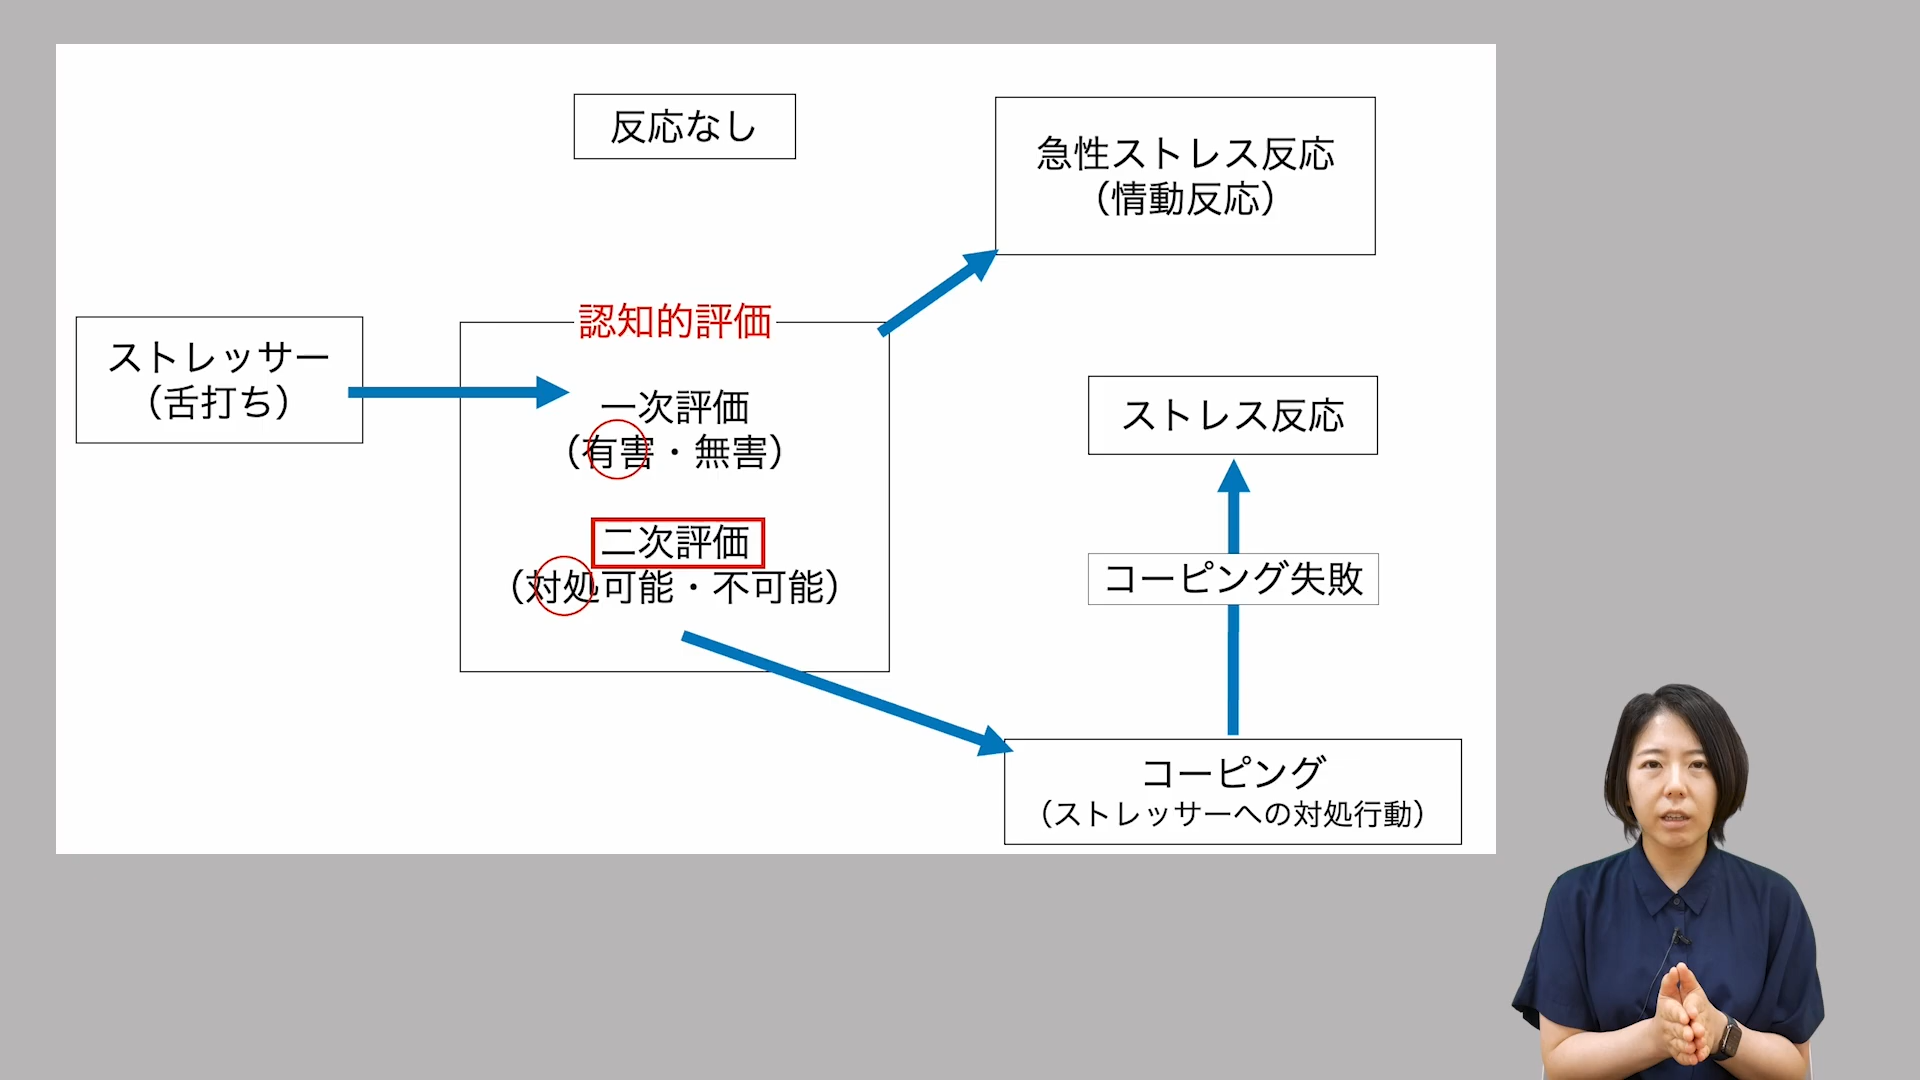 反応なし
急性ストレス反応
（情動反応）
認知的評価
ストレッサー
（舌打ち）
一次評価
（有害・無害）
ストレス反応
二次評価
（対処可能・不可能）
コーピング失敗
コーピング
（ストレッサーへの対処行動）